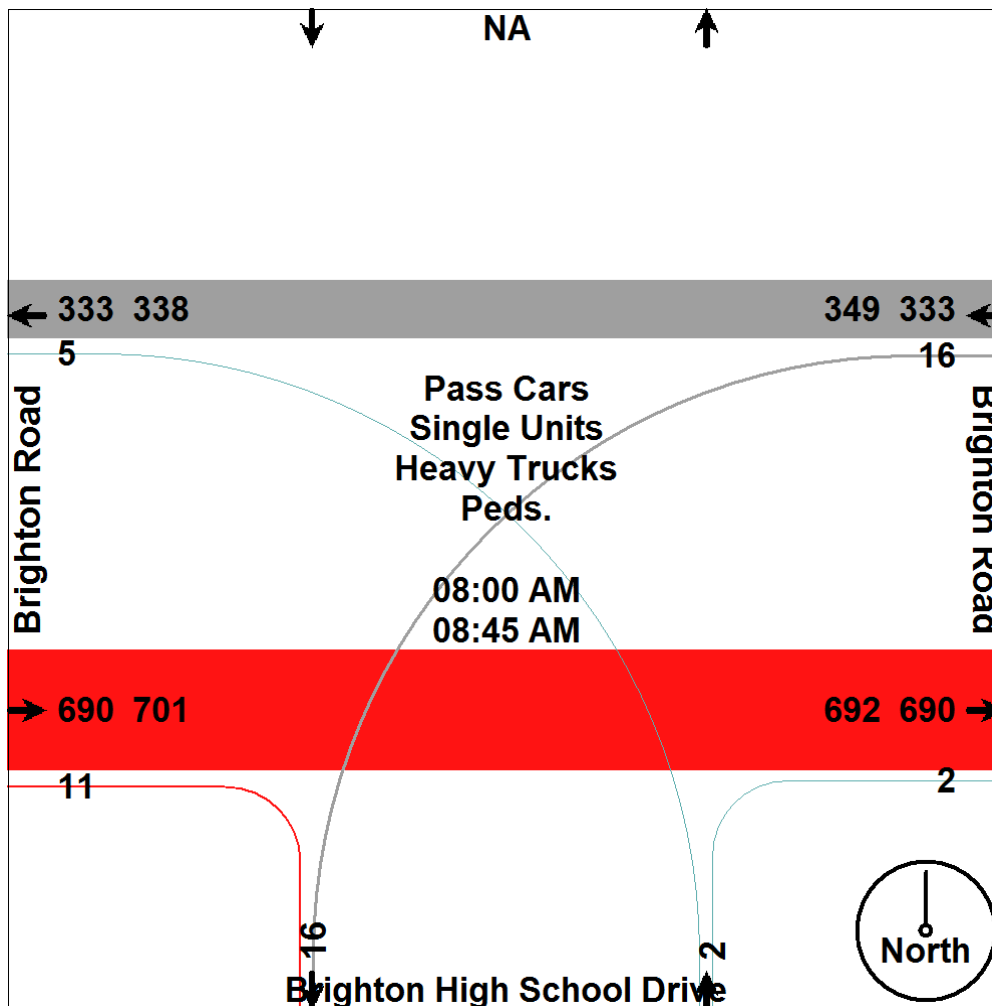 NA
333 338
349 333
5
16
Pass Cars
Single Units
Heavy Trucks
Peds.
Brighton Road
Brighton Road
08:00 AM
08:45 AM
690 701
692 690
11
2
16
2
North
Brighton High School Drive